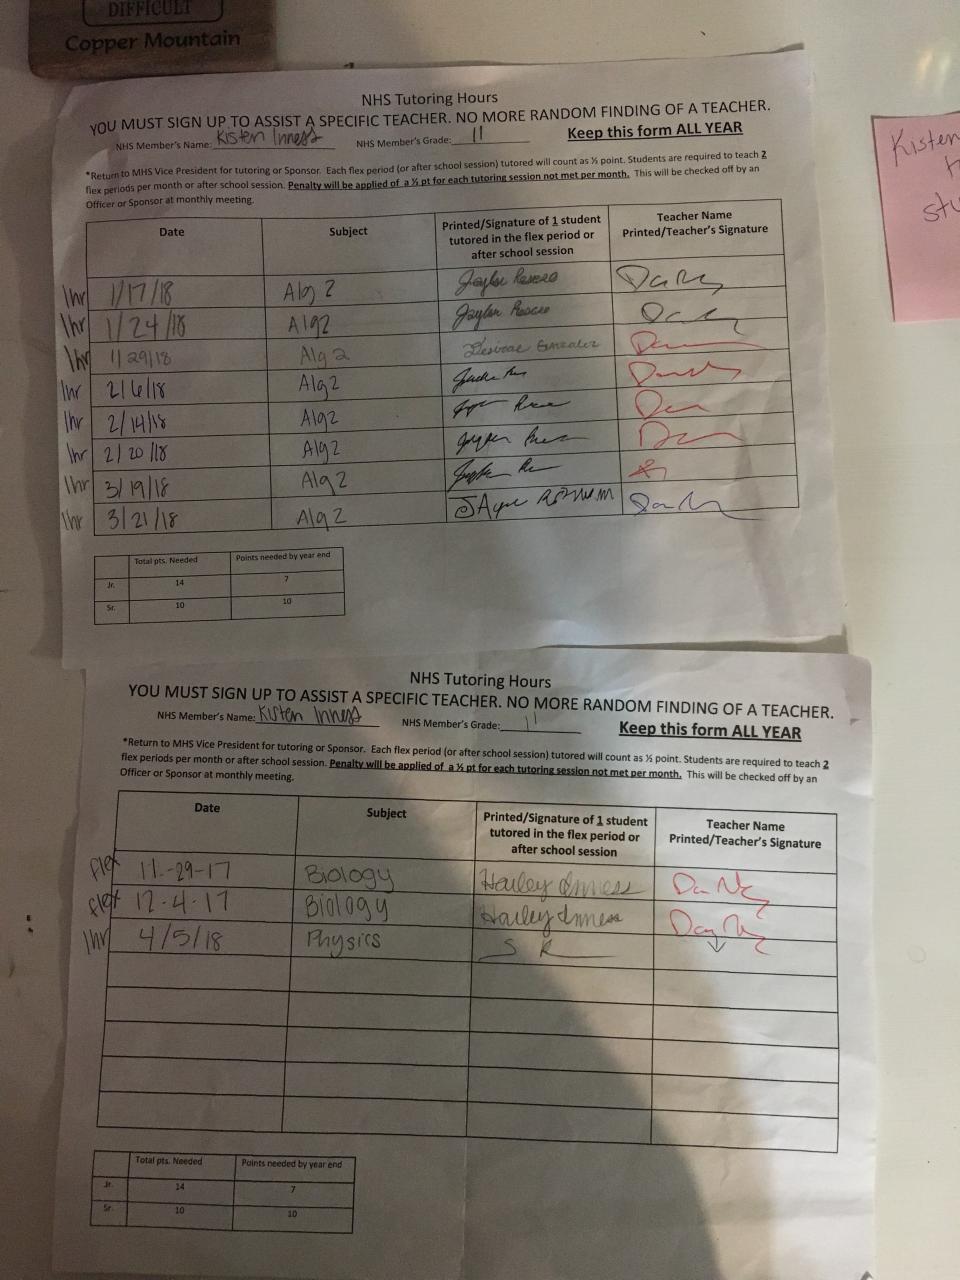 DIFFICULT
Copper Mountain
NHS Tutoring Hours
YOU MUST SIGN UP TO ASSIST A SPECIFIC TEACHER. NO MORE RANDOM FINDING OF A TEACHER.
NHS Member's Name: Kisten Inness NHS Member's Grade: 11 Keep this form ALL YEAR
*Return to MHS Vice President for tutoring or Sponsor. Each flex period (or after school session) tutored will count as ½ point. Students are required to teach 2
flex periods per month or after school session. Penalty will be applied of a ½ pt for each tutoring session not met per month. This will be checked off by an
Officer or Sponsor at monthly meeting.
Date Subject Printed/Signature of 1 student tutored in the flex period or after school session Teacher Name Printed/Teacher's Signature
1hr 1/17/18 Alg 2
1hr 1/24/18 Alg2
1hr 1/29/18 Alg 2 Desirae Gonzalez
1hr 2/6/18 Alg 2
1hr 2/14/18 Alg2
1hr 2/20/18 Alg2
1hr 3/19/18 Alg 2
1hr 3/21/18 Alg 2
Total pts. Needed Points needed by year end
Jr. 14 7
Sr. 10 10
Kisten
NHS Tutoring Hours
YOU MUST SIGN UP TO ASSIST A SPECIFIC TEACHER. NO MORE RANDOM FINDING OF A TEACHER.
NHS Member's Name: Kisten Inness NHS Member's Grade: 11 Keep this form ALL YEAR
*Return to MHS Vice President for tutoring or Sponsor. Each flex period (or after school session) tutored will count as ½ point. Students are required to teach 2
flex periods per month or after school session. Penalty will be applied of a ½ pt for each tutoring session not met per month. This will be checked off by an
Officer or Sponsor at monthly meeting.
Date Subject Printed/Signature of 1 student tutored in the flex period or after school session Teacher Name Printed/Teacher's Signature
flex 11-29-17 Biology Hailey Inness
flex 12-4-17 Biology Hailey Inness
1hr 4/5/18 Physics S R
Total pts. Needed Points needed by year end
Jr. 14 7
Sr. 10 10